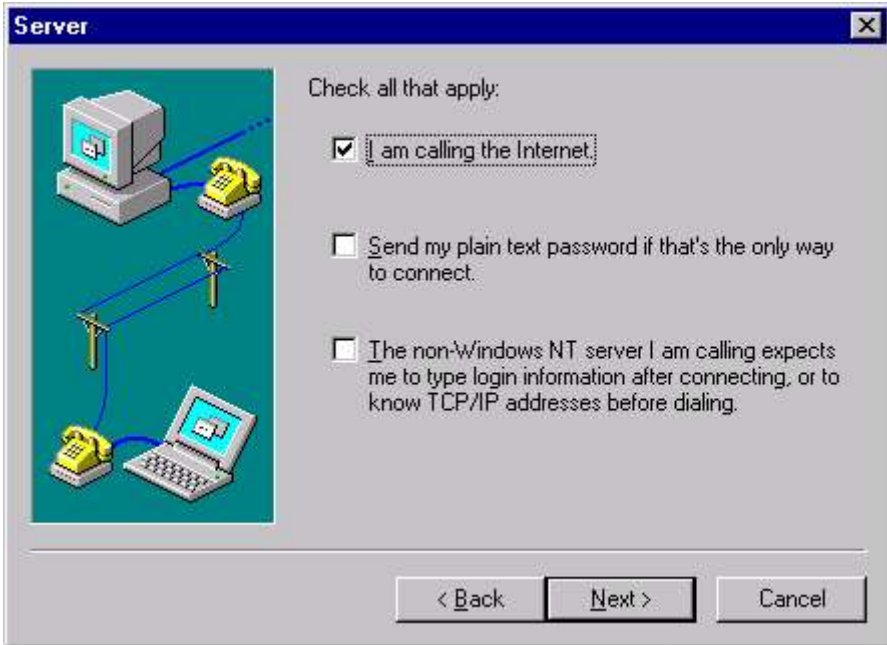 Server
Check all that apply:
I am calling the Internet.
Send my plain text password if that's the only way
to connect.
The non-Windows NT server I am calling expects
me to type login information after connecting, or to
know TCP/IP addresses before dialing.
< Back
Next >
Cancel